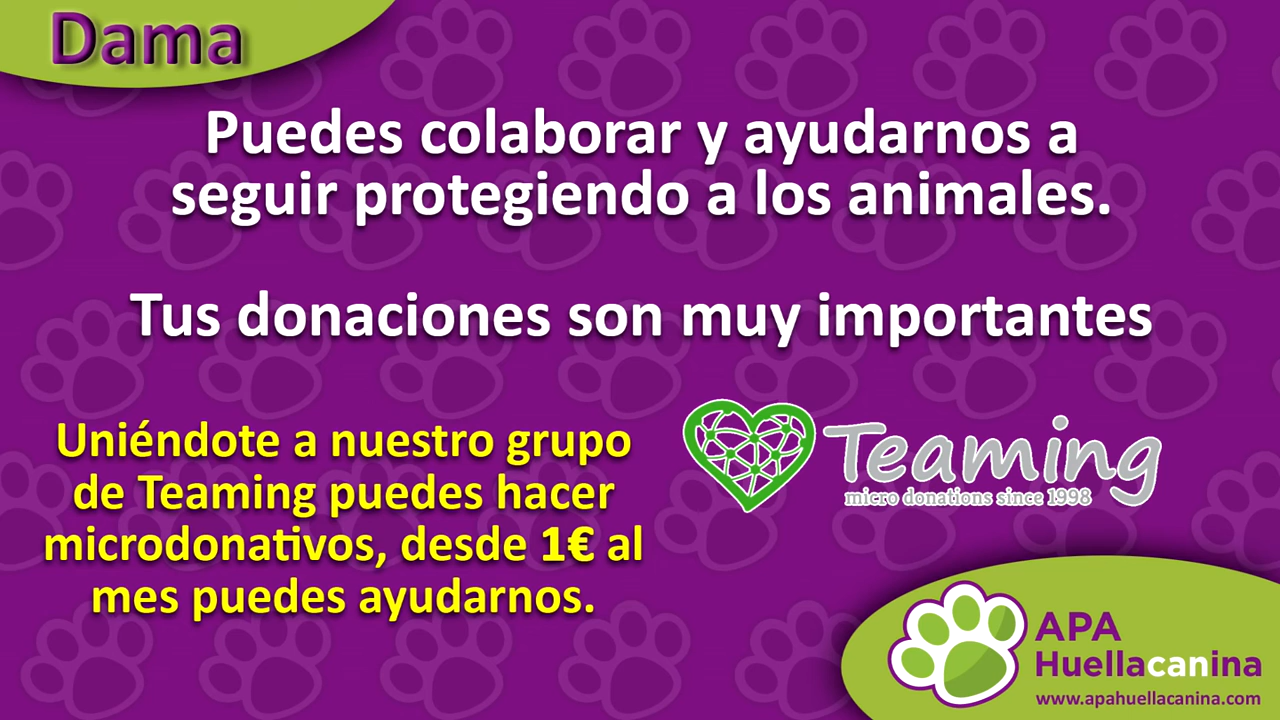 Dama
Puedes colaborar y ayudarnos a
seguir protegiendo a los animales.
Tus donaciones son muy importantes
Uniéndote a nuestro grupo
de Teaming puedes hacer
microdonativos, desde 1€ al
mes puedes ayudarnos.
Teaming
micro donations since 1998
APA
Huellacanina
www.apahuellacanina.com